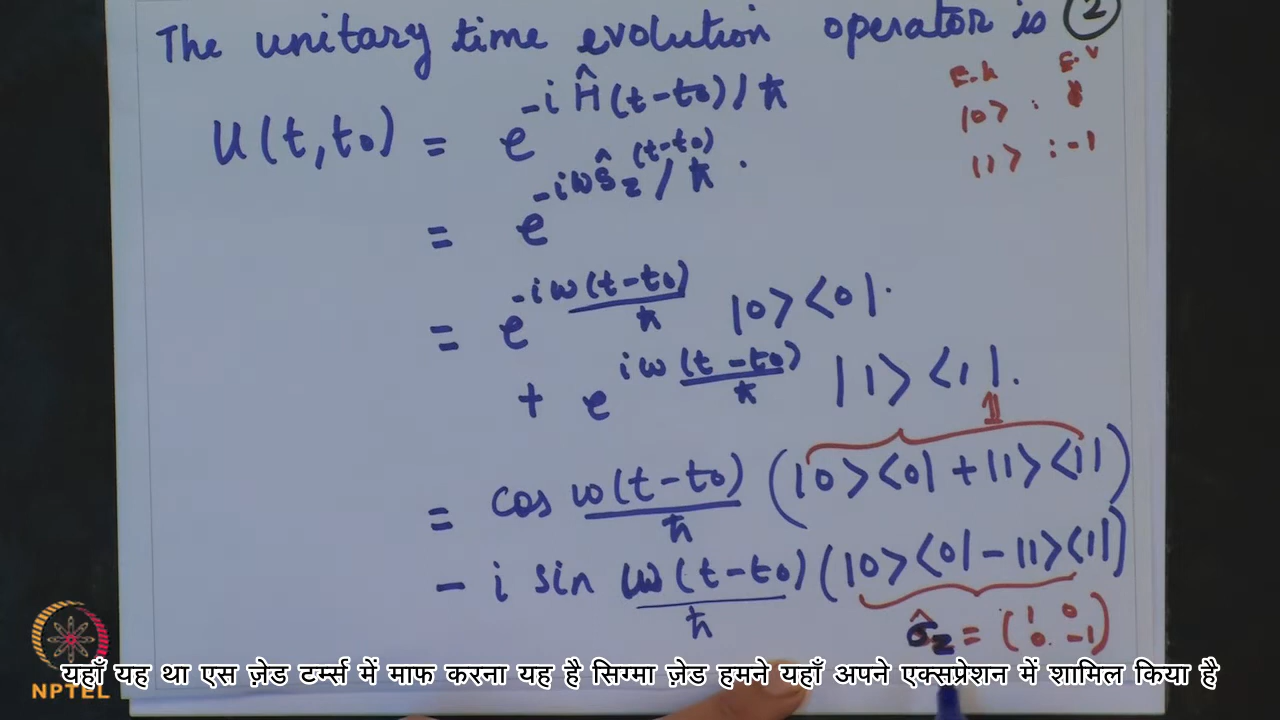 The unitary time evolution operator is ②
E.k E.V
|0> :
|1> : -1
U(t,t₀) = e^{-iĤ(t-t₀)/ħ}
= e^{-iωŜ_z(t-t₀)/ħ} .
= e^{-iω(t-t₀)/ħ} |0><0|.
+ e^{iω(t-t₀)/ħ} |1><1|.
𝟙
= cos ω(t-t₀)/ħ (|0><0| + |1><1|)
- i sin ω(t-t₀)/ħ (|0><0| - |1><1|)
σ̂_z = (1 0
0 -1)
NPTEL
यहाँ यह था एस ज़ेड टर्म्स में माफ करना यह है सिग्मा ज़ेड हमने यहाँ अपने एक्सप्रेशन में शामिल किया है